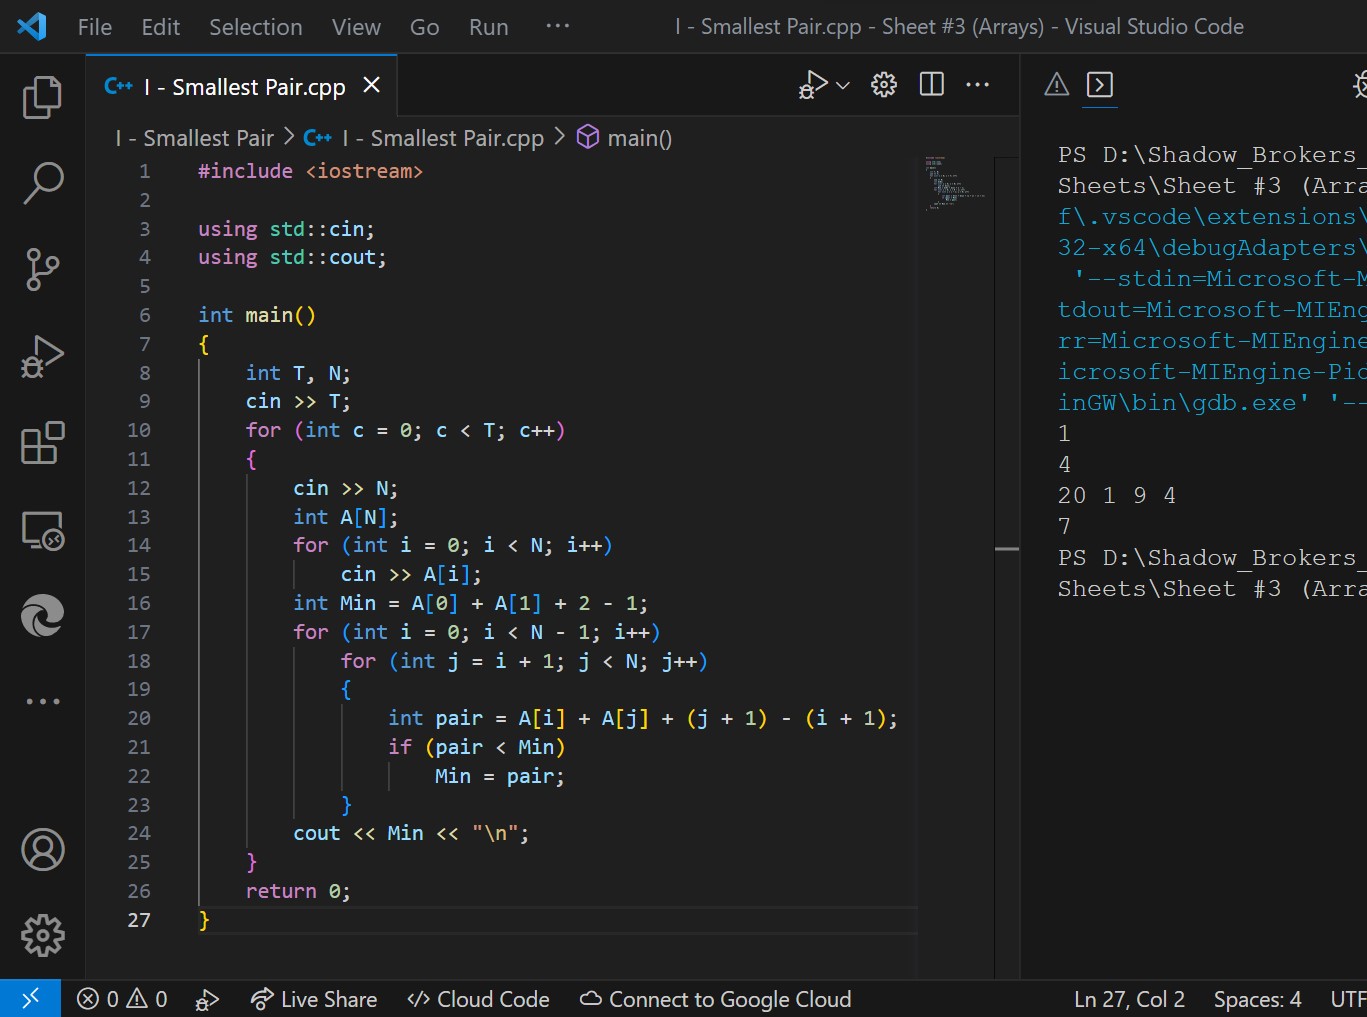 File Edit Selection View Go Run ··· I - Smallest Pair.cpp - Sheet #3 (Arrays) - Visual Studio Code
C++ I - Smallest Pair.cpp
I - Smallest Pair > C++ I - Smallest Pair.cpp > main()
1 #include <iostream>
2
3 using std::cin;
4 using std::cout;
5
6 int main()
7 {
8 int T, N;
9 cin >> T;
10 for (int c = 0; c < T; c++)
11 {
12 cin >> N;
13 int A[N];
14 for (int i = 0; i < N; i++)
15 cin >> A[i];
16 int Min = A[0] + A[1] + 2 - 1;
17 for (int i = 0; i < N - 1; i++)
18 for (int j = i + 1; j < N; j++)
19 {
20 int pair = A[i] + A[j] + (j + 1) - (i + 1);
21 if (pair < Min)
22 Min = pair;
23 }
24 cout << Min << "\n";
25 }
26 return 0;
27 }
PS D:\Shadow_Brokers_
Sheets\Sheet #3 (Arra
f\.vscode\extensions\
32-x64\debugAdapters\
'--stdin=Microsoft-M
tdout=Microsoft-MIEng
rr=Microsoft-MIEngine
icrosoft-MIEngine-Pid
inGW\bin\gdb.exe' '--
1
4
20 1 9 4
7
PS D:\Shadow_Brokers_
Sheets\Sheet #3 (Arra
0 0 Live Share Cloud Code Connect to Google Cloud Ln 27, Col 2 Spaces: 4 UTF